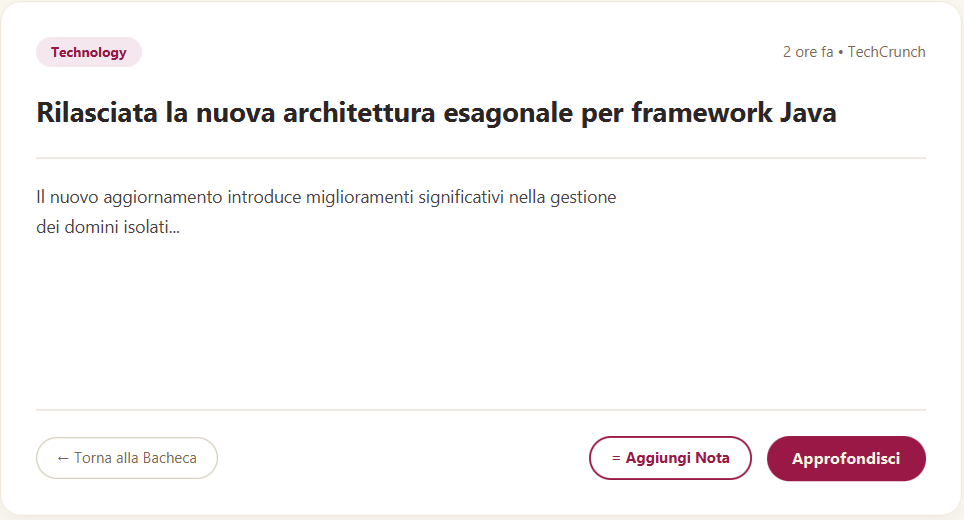 Technology
2 ore fa • TechCrunch
Rilasciata la nuova architettura esagonale per framework Java
Il nuovo aggiornamento introduce miglioramenti significativi nella gestione
dei domini isolati...
← Torna alla Bacheca
= Aggiungi Nota
Approfondisci